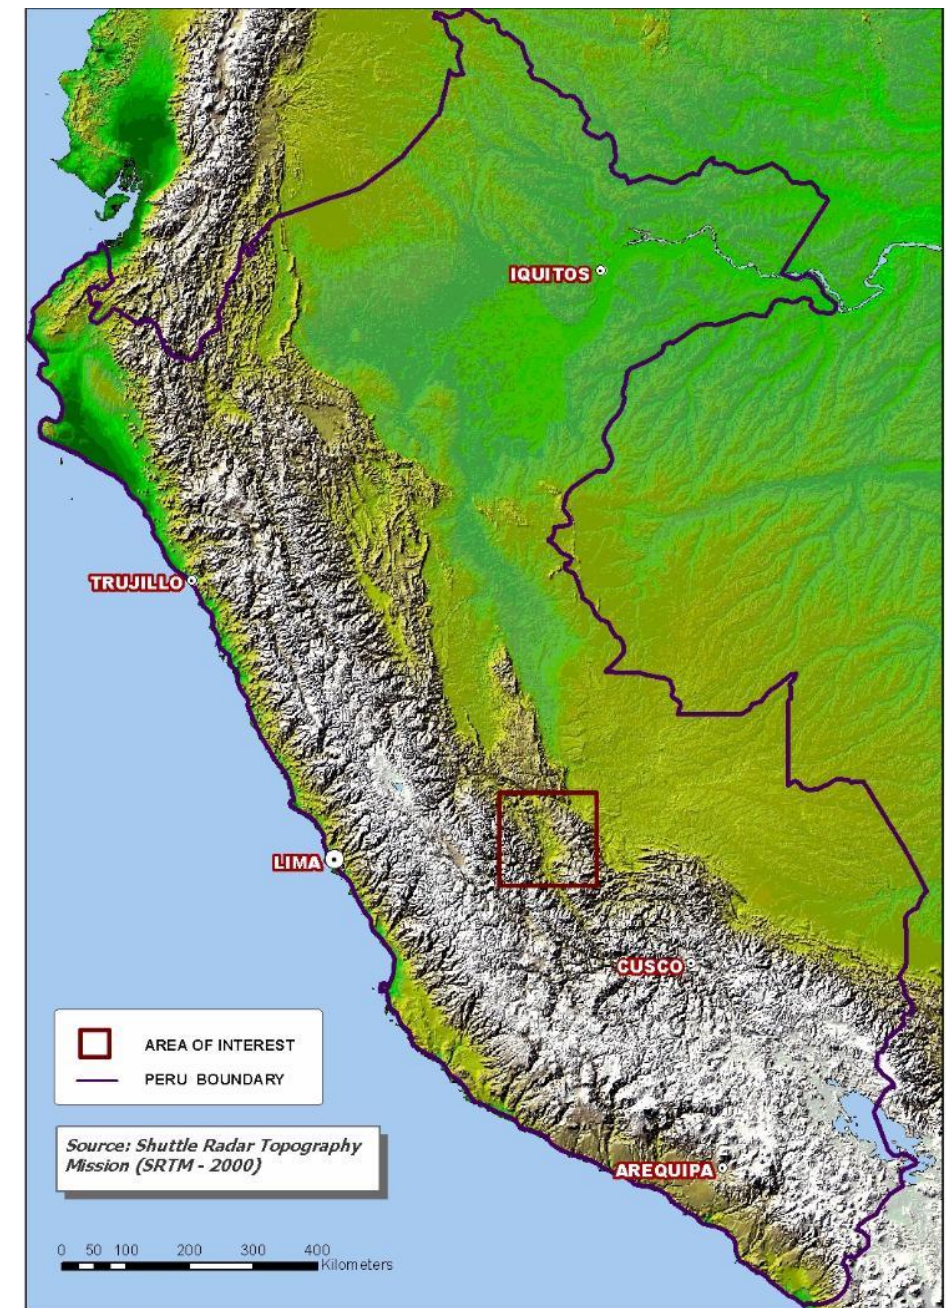 IQUITOS
TRUJILLO
LIMA
CUSCO
AREA OF INTEREST
PERU BOUNDARY
Source: Shuttle Radar Topography
Mission (SRTM - 2000)
AREQUIPA
0 50 100 200 300 400
Kilometers